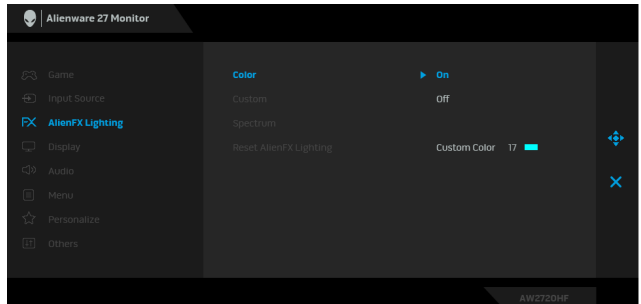 Alienware 27 Monitor
Game
Input Source
FX AlienFX Lighting
Display
Audio
Menu
Personalize
Others
Color
Custom
Spectrum
Reset AlienFX Lighting
On
Off
Custom Color 17
AW2720HF